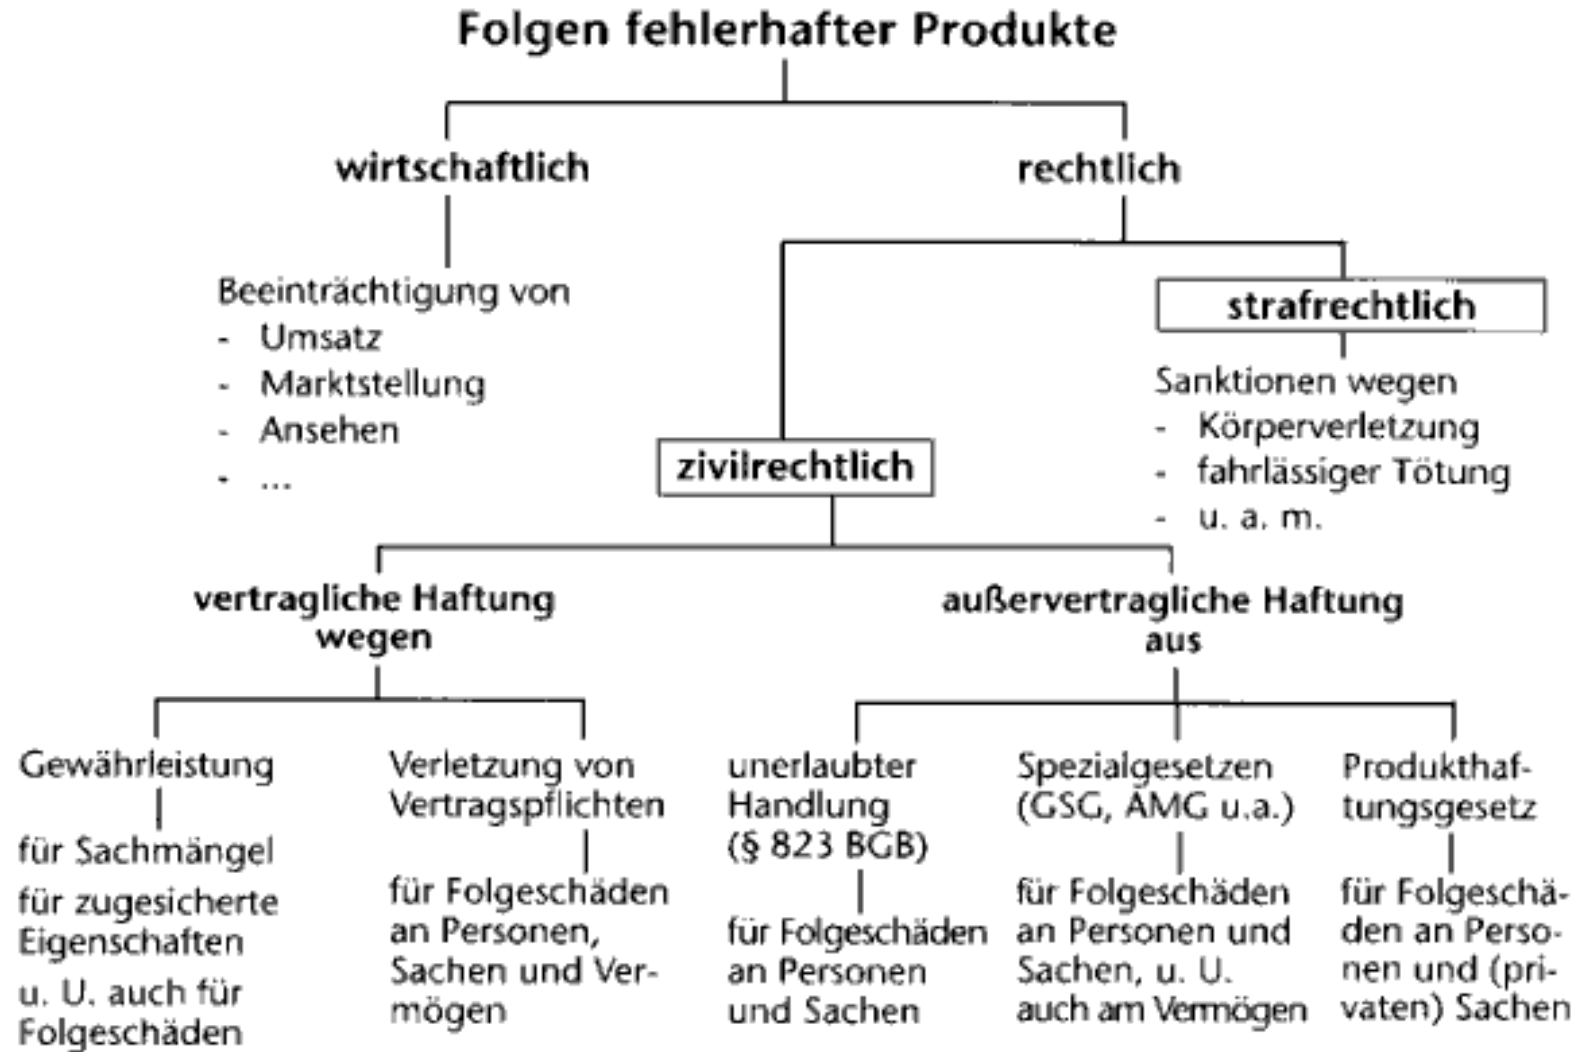 Folgen fehlerhafter Produkte
wirtschaftlich
Beeinträchtigung von
- Umsatz
- Marktstellung
- Ansehen
- ...
rechtlich
strafrechtlich
Sanktionen wegen
- Körperverletzung
- fahrlässiger Tötung
- u. a. m.
zivilrechtlich
vertragliche Haftung
wegen
Gewährleistung
für Sachmängel
für zugesicherte
Eigenschaften
u. U. auch für
Folgeschäden
Verletzung von
Vertragspflichten
für Folgeschäden
an Personen,
Sachen und Ver-
mögen
außervertragliche Haftung
aus
unerlaubter
Handlung
(§ 823 BGB)
für Folgeschäden
an Personen
und Sachen
Spezialgesetzen
(GSG, AMG u.a.)
für Folgeschäden
an Personen und
Sachen, u. U.
auch am Vermögen
Produkthaf-
tungsgesetz
für Folgeschä-
den an Perso-
nen und (pri-
vaten) Sachen